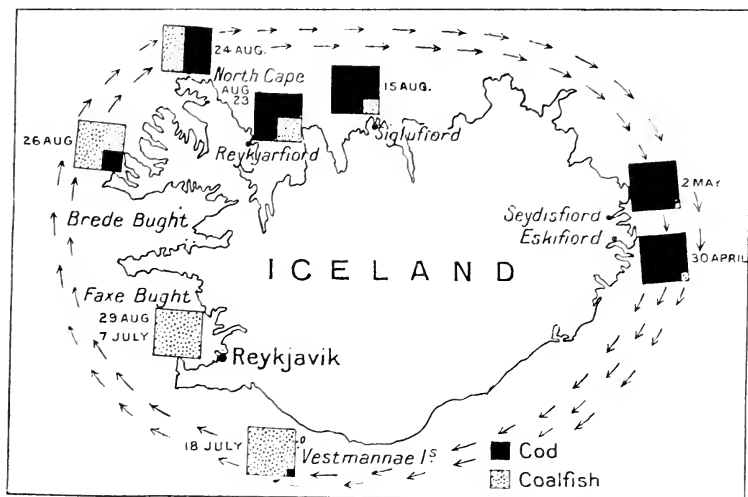 24 AUG.
North Cape
AUG
23
15 AUG.
Reykjarfiord
Siglufiord
26 AUG
2 MAY
Seydisfiord
Eskifiord
Brede Bught
30 APRIL
ICELAND
Faxe Bught
29 AUG
7 JULY
Reykjavik
18 JULY
Vestmannae Is
Cod
Coalfish